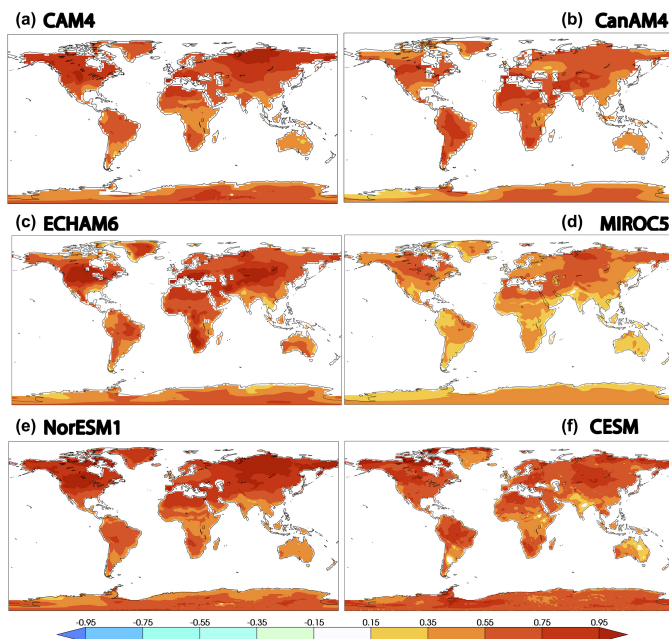 (a) CAM4
(b) CanAM4
(c) ECHAM6
(d) MIROC5
(e) NorESM1
(f) CESM
-0.95 -0.75 -0.55 -0.35 -0.15 0.15 0.35 0.55 0.75 0.95